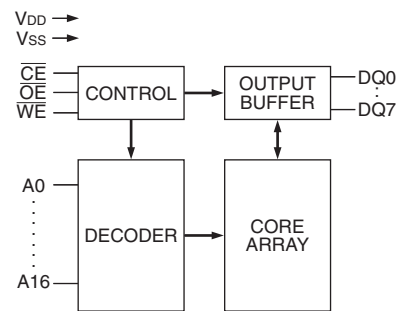 VDD
VSS
CE
OE
WE
CONTROL
OUTPUT
BUFFER
DQ0
DQ7
A0
A16
DECODER
CORE
ARRAY